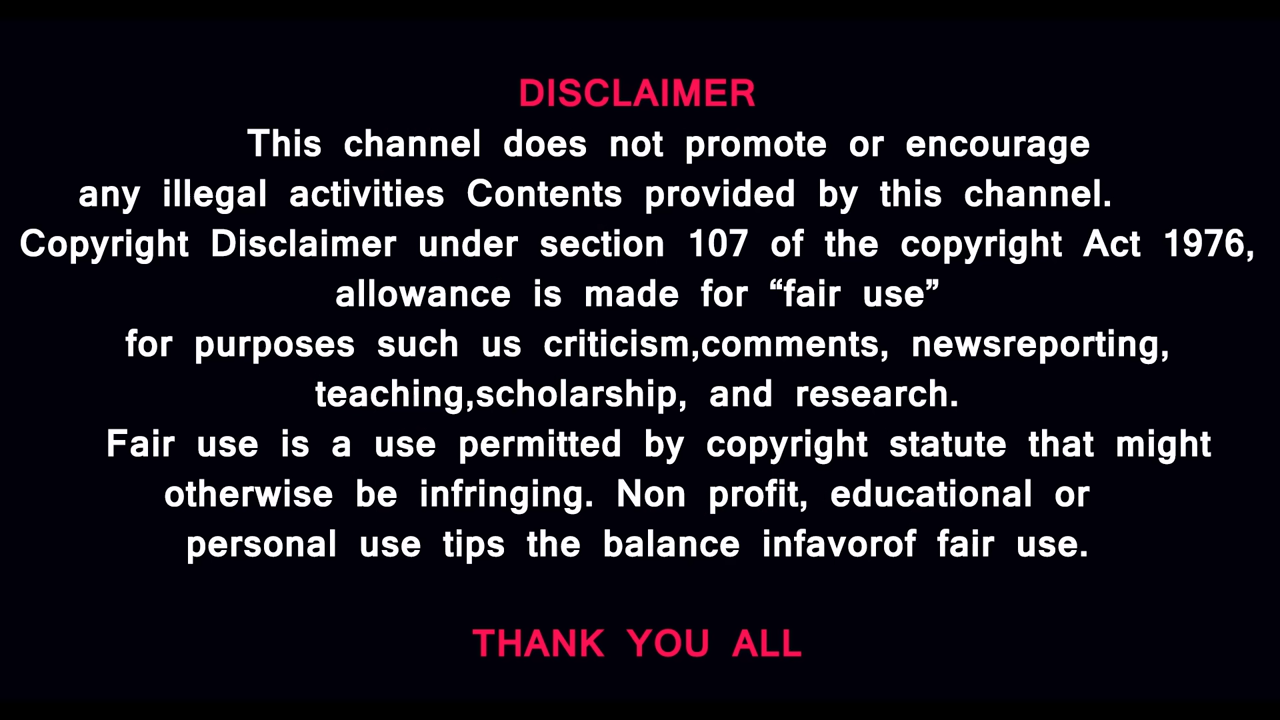 DISCLAIMER
This channel does not promote or encourage
any illegal activities Contents provided by this channel.
Copyright Disclaimer under section 107 of the copyright Act 1976,
allowance is made for “fair use”
for purposes such us criticism,comments, newsreporting,
teaching,scholarship, and research.
Fair use is a use permitted by copyright statute that might
otherwise be infringing. Non profit, educational or
personal use tips the balance infavorof fair use.
THANK YOU ALL